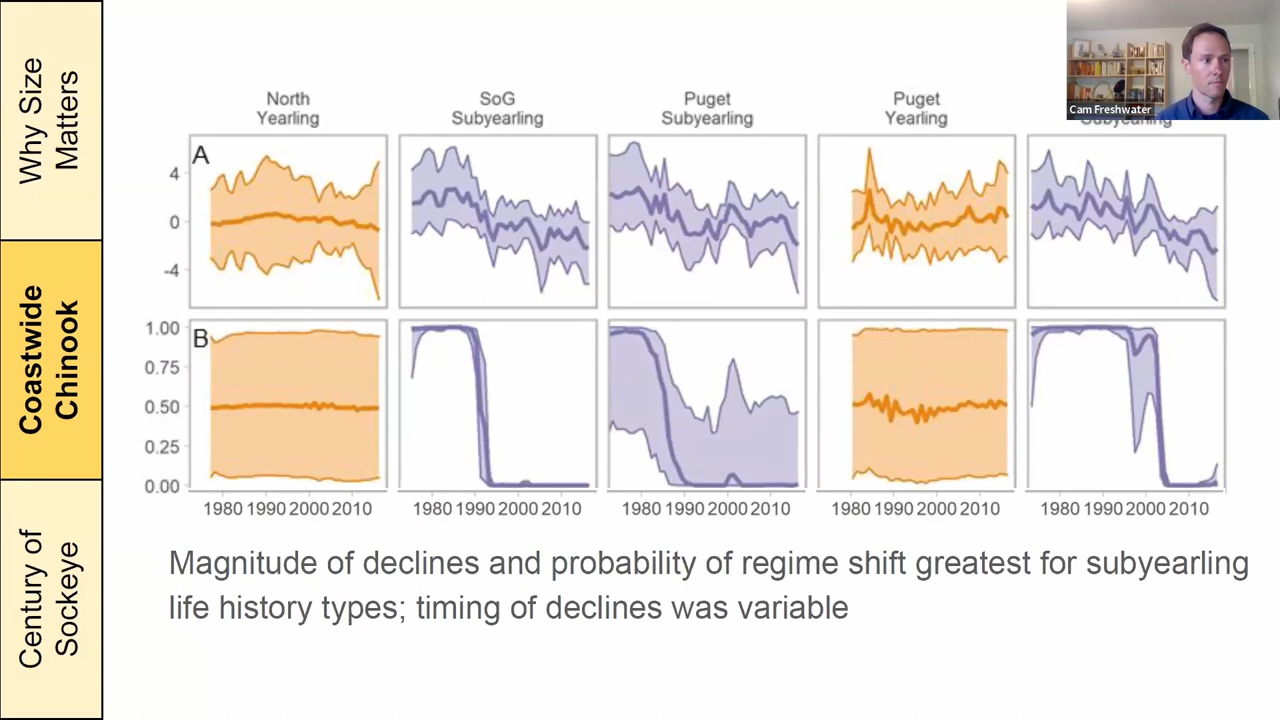 Why Size
Matters
Coastwide
Chinook
Century of
Sockeye
Cam Freshwater
North
Yearling
SoG
Subyearling
Puget
Subyearling
Puget
Yearling
Subyearling
A
4
0
-4
B
1.00
0.75
0.50
0.25
0.00
1980 1990 2000 2010
1980 1990 2000 2010
1980 1990 2000 2010
1980 1990 2000 2010
1980 1990 2000 2010
Magnitude of declines and probability of regime shift greatest for subyearling
life history types; timing of declines was variable